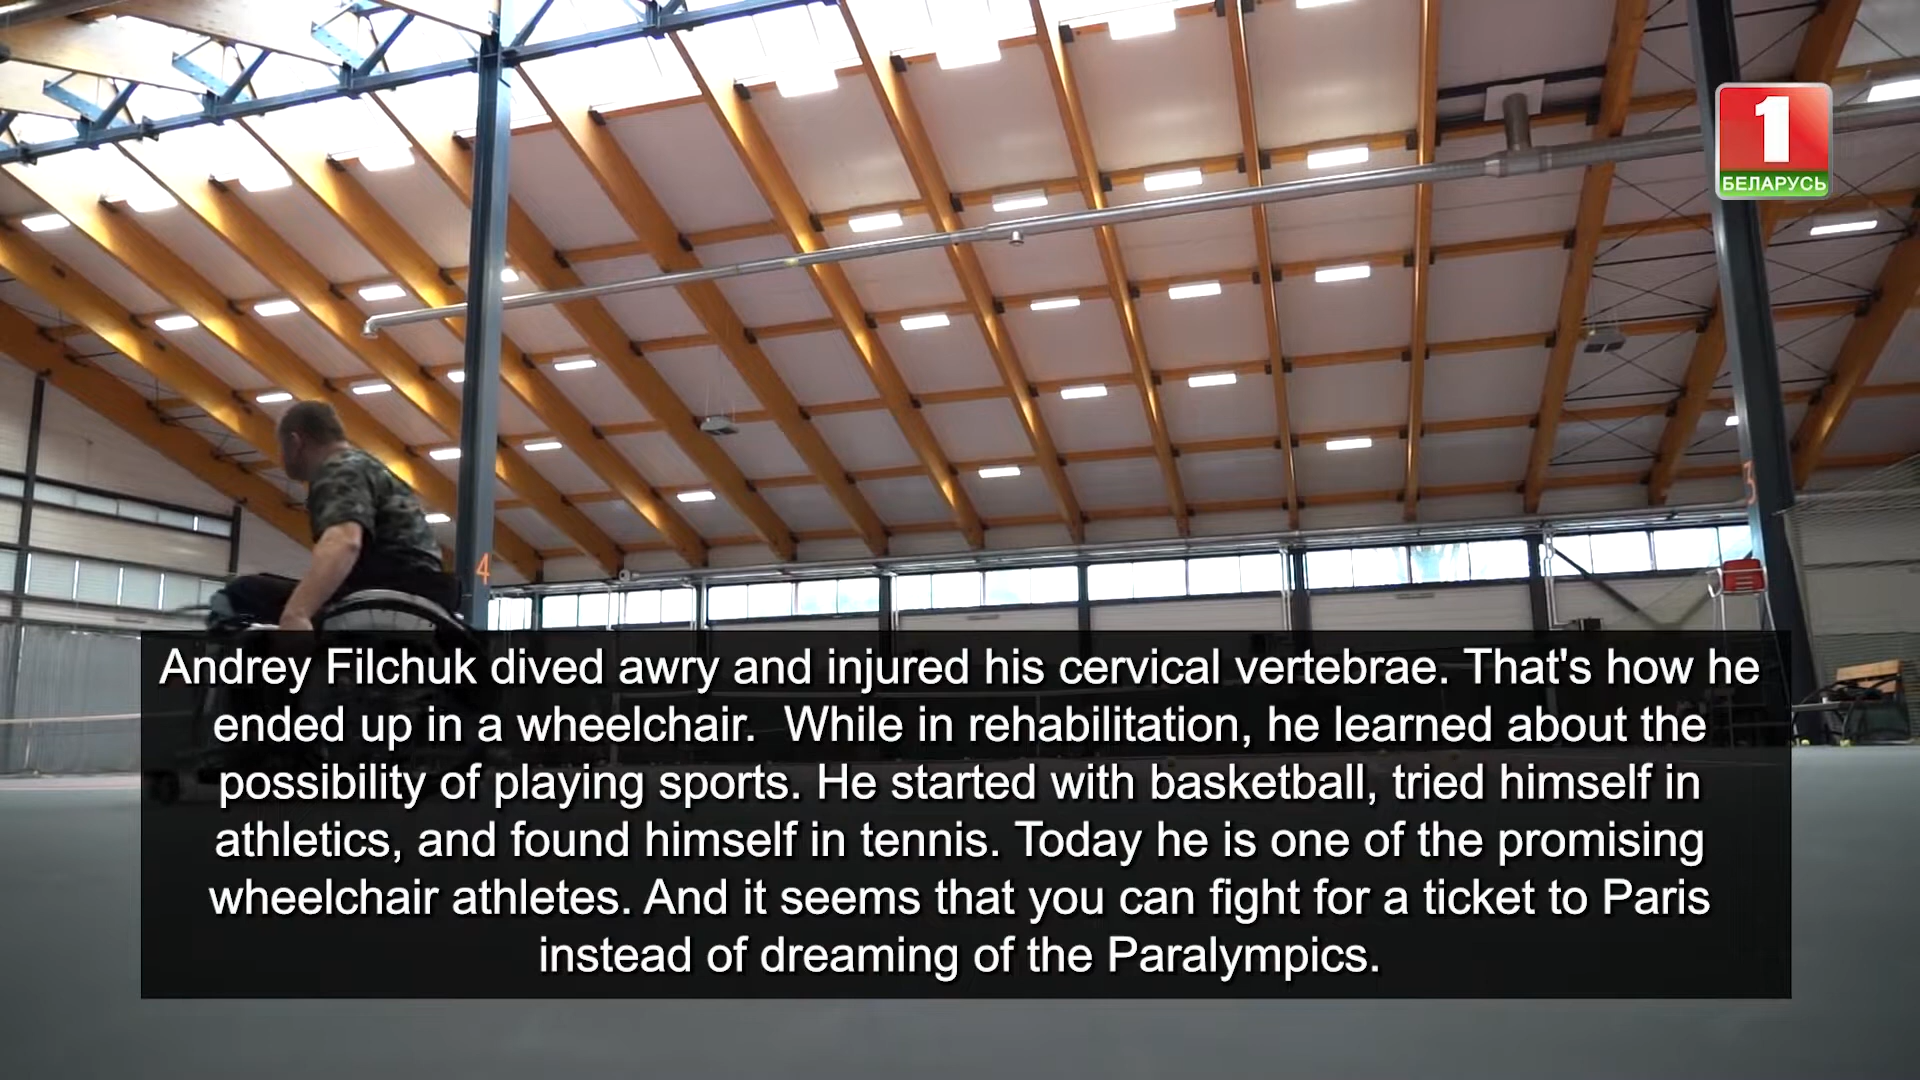 1
БЕЛАРУСЬ
4
3
Andrey Filchuk dived awry and injured his cervical vertebrae. That's how he
ended up in a wheelchair.  While in rehabilitation, he learned about the
possibility of playing sports. He started with basketball, tried himself in
athletics, and found himself in tennis. Today he is one of the promising
wheelchair athletes. And it seems that you can fight for a ticket to Paris
instead of dreaming of the Paralympics.